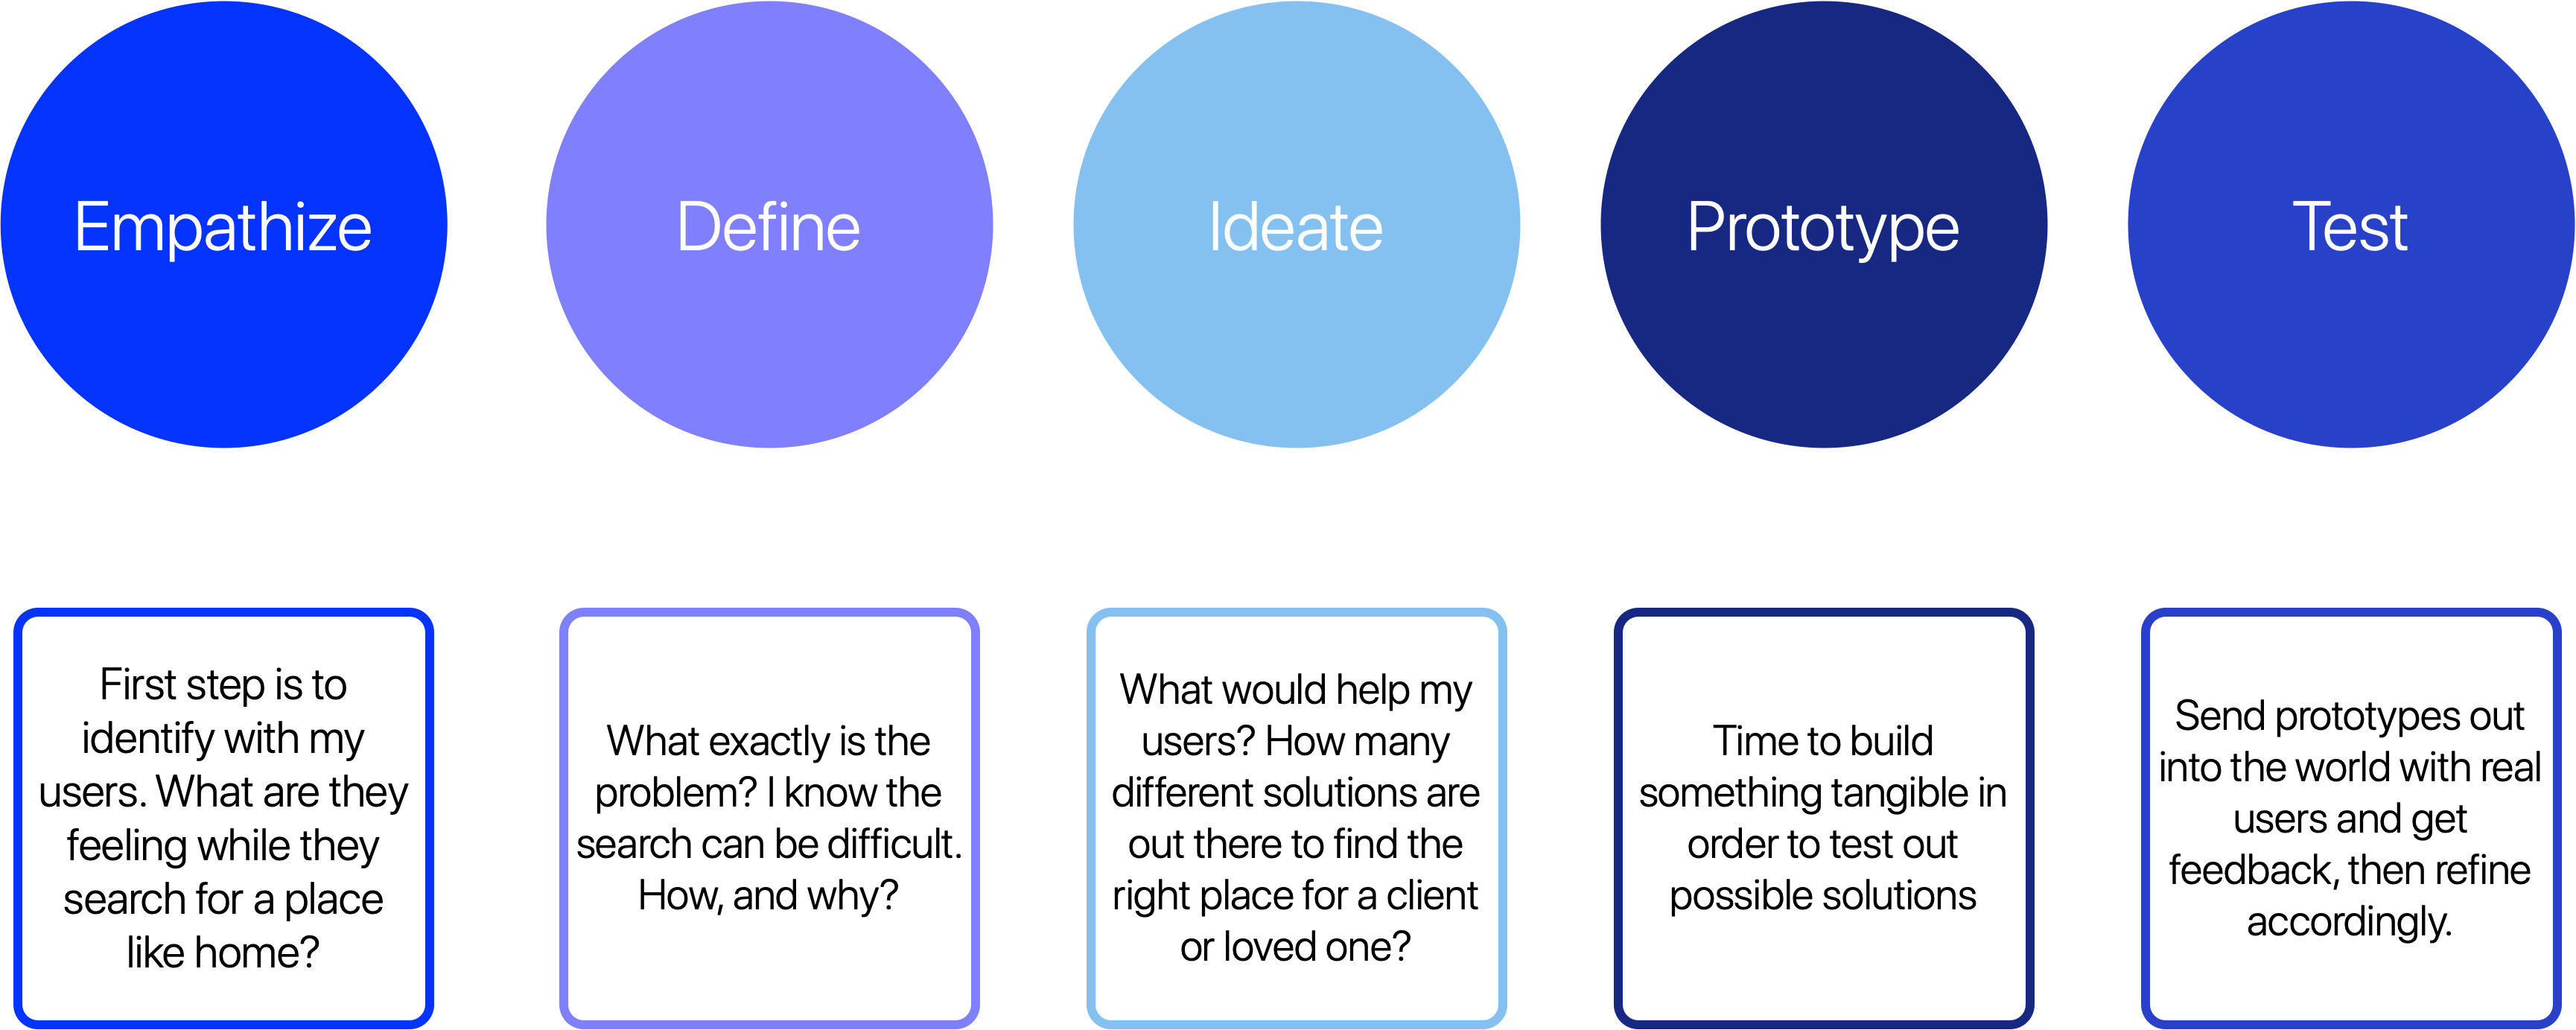 Empathize
Define
Ideate
Prototype
Test
First step is to
identify with my
users. What are they
feeling while they
search for a place
like home?
What exactly is the
problem? I know the
search can be difficult.
How, and why?
What would help my
users? How many
different solutions are
out there to find the
right place for a client
or loved one?
Time to build
something tangible in
order to test out
possible solutions
Send prototypes out
into the world with real
users and get
feedback, then refine
accordingly.